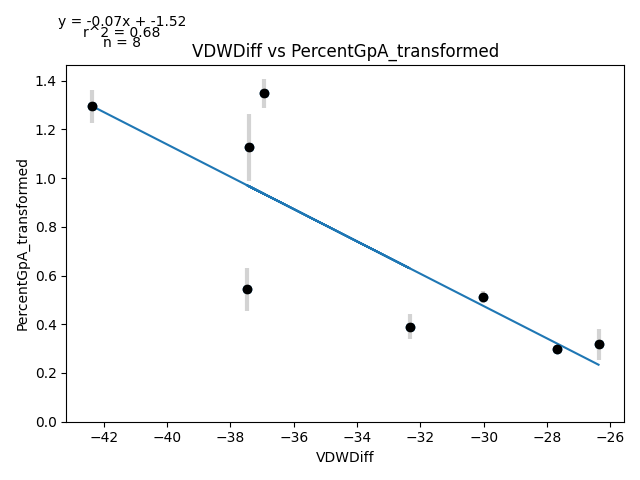 y = -0.07x + -1.52
r^2 = 0.68
n = 8
VDWDiff vs PercentGpA_transformed
PercentGpA_transformed
1.4
1.2
1.0
0.8
0.6
0.4
0.2
0.0
−42 −40 −38 −36 −34 −32 −30 −28 −26
VDWDiff